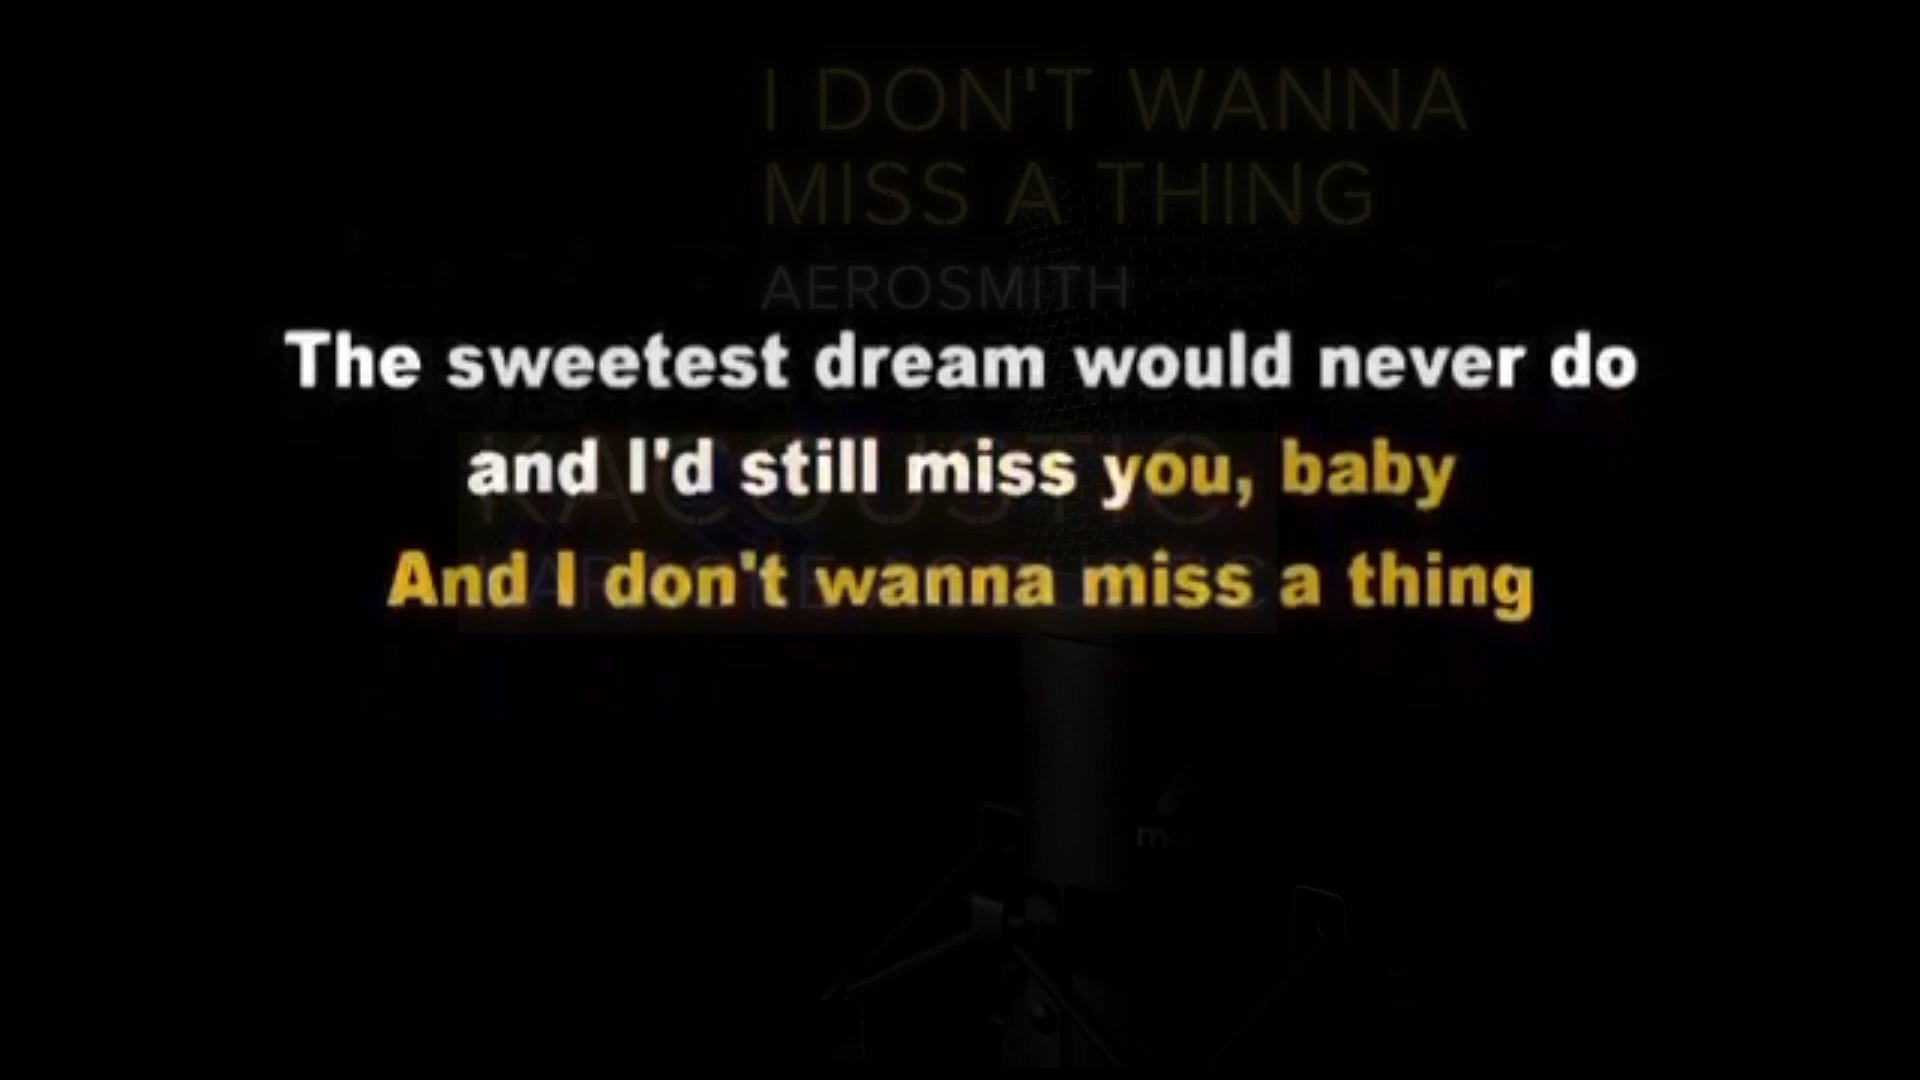 I DON'T WANNA
MISS A THING
AEROSMITH
The sweetest dream would never do
and I'd still miss you, baby
KACOUSTIC
And I don't wanna miss a thing